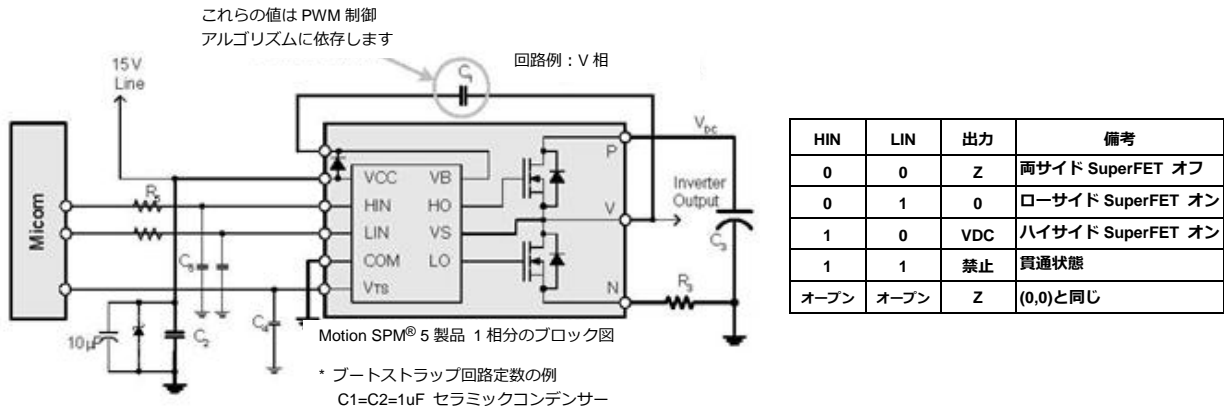 これらの値は PWM 制御
アルゴリズムに依存します
回路例：V 相
15 V
Line
C1
VDC
P
R5
Micom
VCC VB
HIN HO
LIN VS
COM LO
VTS
V
Inverter
Output
C3
C5
N
R3
10 μF
C2
C4
Motion SPM® 5 製品 1 相分のブロック図
* ブートストラップ回路定数の例
C1=C2=1uF セラミックコンデンサー
HIN LIN 出力 備考
0 0 Z 両サイド SuperFET オフ
0 1 0 ローサイド SuperFET オン
1 0 VDC ハイサイド SuperFET オン
1 1 禁止 貫通状態
オープン オープン Z (0,0)と同じ